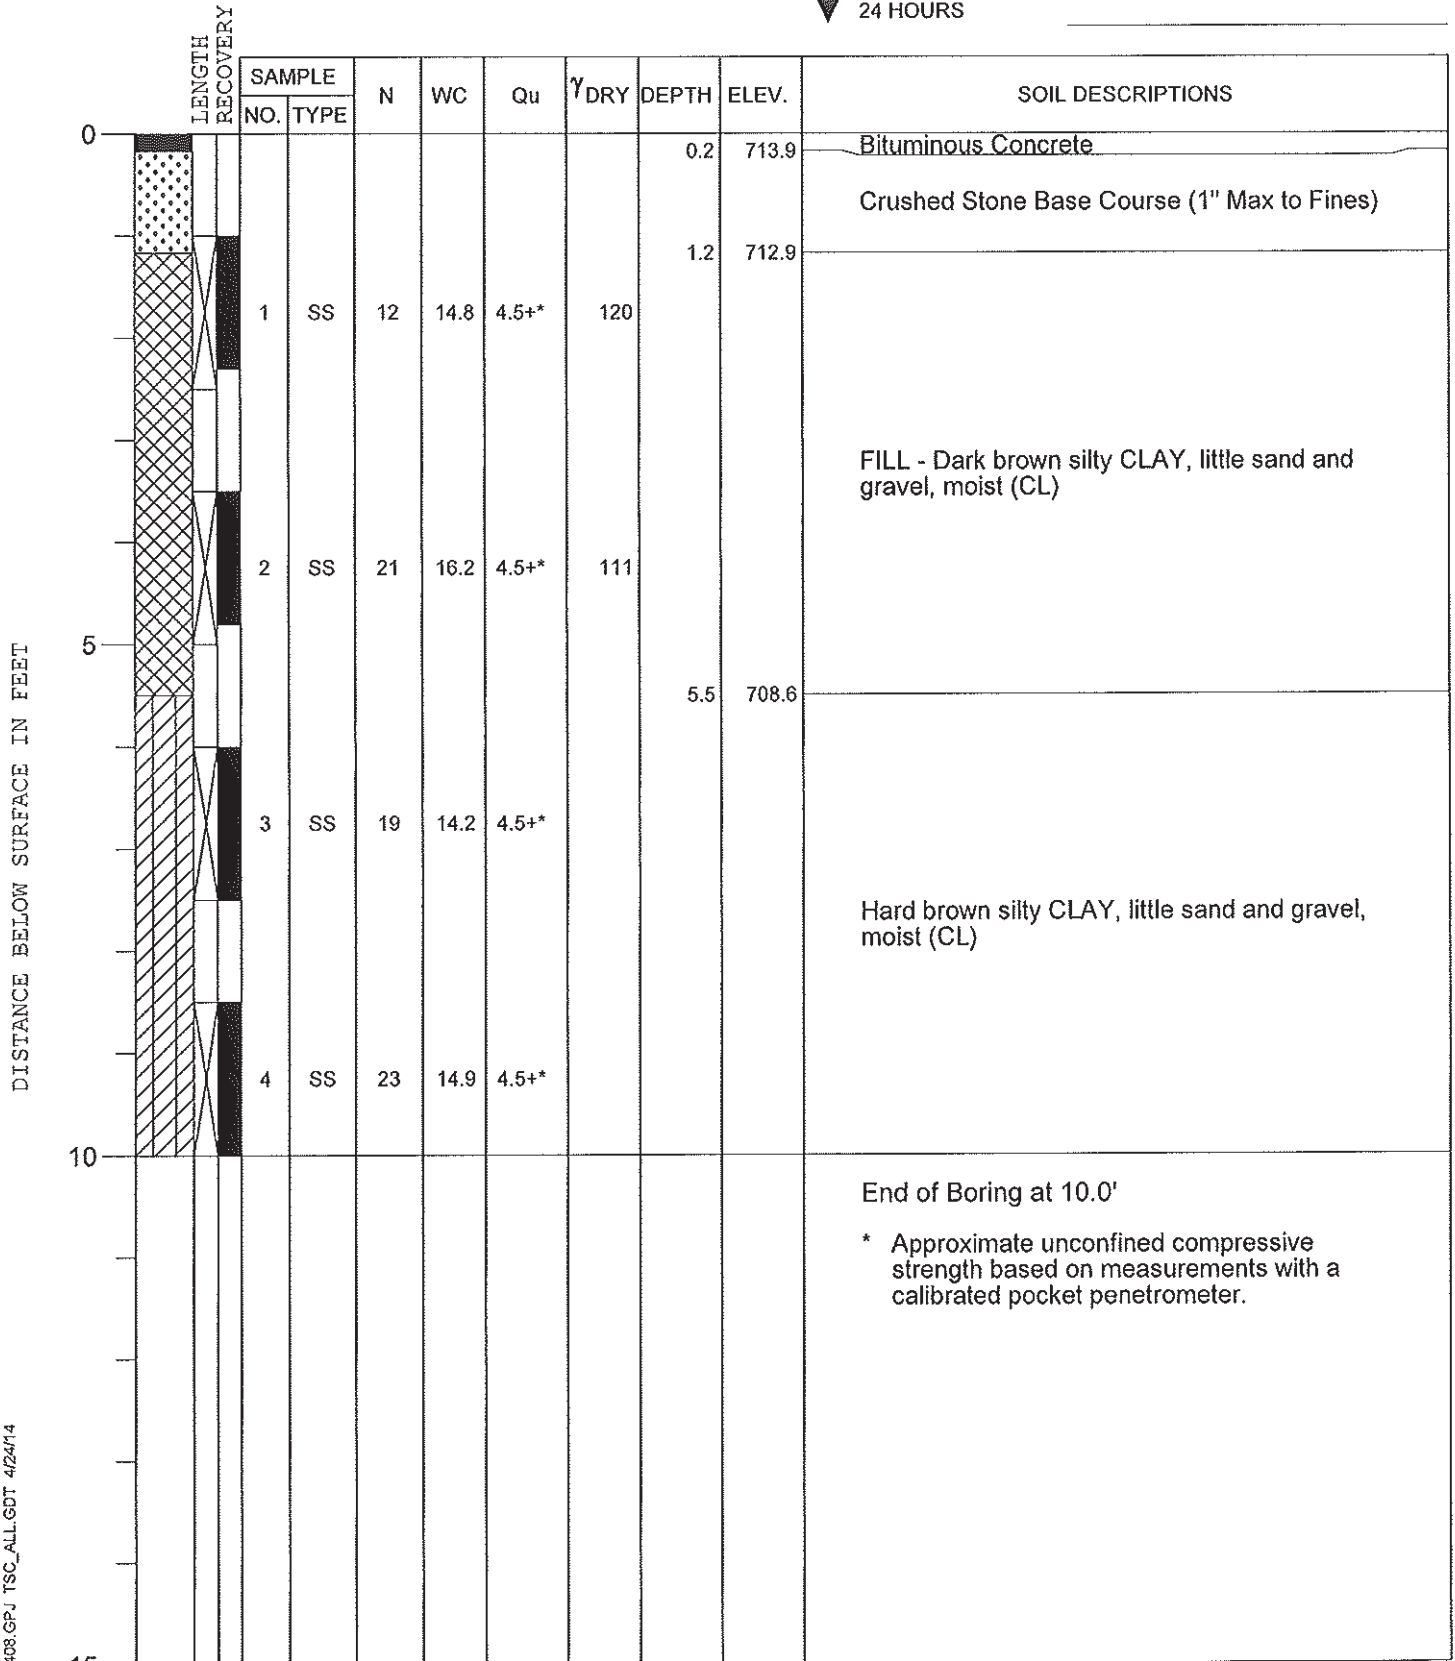 24 HOURS
LENGTH
RECOVERY
SAMPLE
NO. TYPE
N
WC
Qu
γDRY
DEPTH
ELEV.
SOIL DESCRIPTIONS
0
0.2 713.9 Bituminous Concrete
Crushed Stone Base Course (1" Max to Fines)
1.2 712.9
1 SS 12 14.8 4.5+* 120
FILL - Dark brown silty CLAY, little sand and
gravel, moist (CL)
2 SS 21 16.2 4.5+* 111
5
5.5 708.6
3 SS 19 14.2 4.5+*
Hard brown silty CLAY, little sand and gravel,
moist (CL)
4 SS 23 14.9 4.5+*
10
End of Boring at 10.0'
* Approximate unconfined compressive
strength based on measurements with a
calibrated pocket penetrometer.
DISTANCE BELOW SURFACE IN FEET
408.GPJ TSC_ALL.GDT 4/24/14